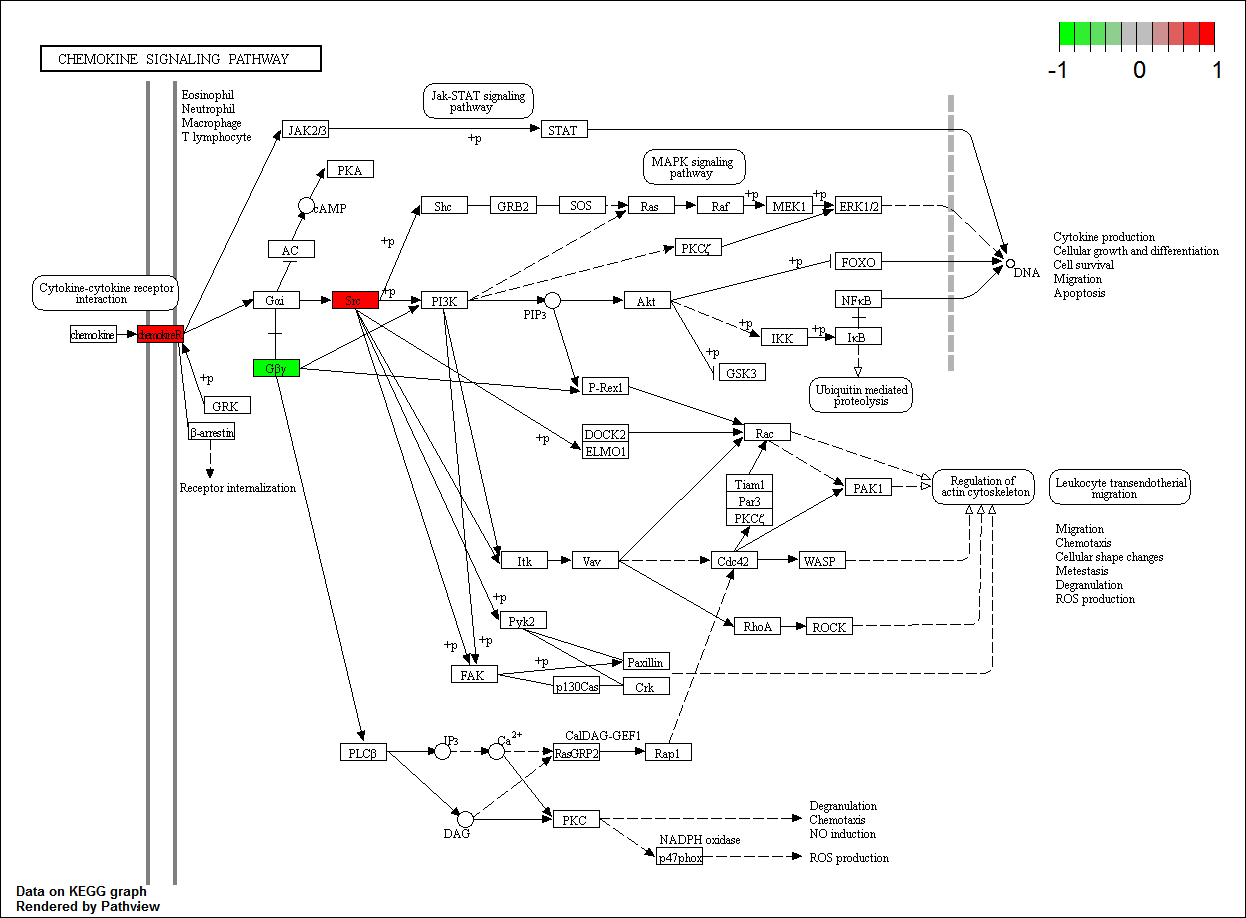 CHEMOKINE SIGNALING PATHWAY
-1 0 1
Eosinophil
Neutrophil
Macrophage
T lymphocyte
Jak-STAT signaling
pathway
JAK2/3
+p
STAT
PKA
cAMP
AC
MAPK signaling
pathway
Shc
GRB2
SOS
Ras
Raf
+p
MEK1
+p
ERK1/2
+p
PKCζ
Cytokine production
Cellular growth and differentiation
Cell survival
Migration
Apoptosis
+p
FOXO
DNA
Cytokine-cytokine receptor
interaction
Gαi
Src
+p
PI3K
PIP3
Akt
NFκB
chemokine
chemokineR
+p
IKK
+p
IκB
Gβγ
+p
GSK3
+p
GRK
P-Rex1
Ubiquitin mediated
proteolysis
β-arrestin
+p
DOCK2
ELMO1
Rac
Receptor internalization
Tiam1
Par3
PKCζ
PAK1
Regulation of
actin cytoskeleton
Leukocyte transendotherial
migration
Migration
Chemotaxis
Cellular shape changes
Metestasis
Degranulation
ROS production
Itk
Vav
Cdc42
WASP
+p
Pyk2
RhoA
ROCK
+p
+p
FAK
+p
Paxillin
p130Cas
Crk
PLCβ
IP3
Ca2+
CalDAG-GEF1
RasGRP2
Rap1
DAG
PKC
Degranulation
Chemotaxis
NO induction
NADPH oxidase
p47phox
ROS production
Data on KEGG graph
Rendered by Pathview